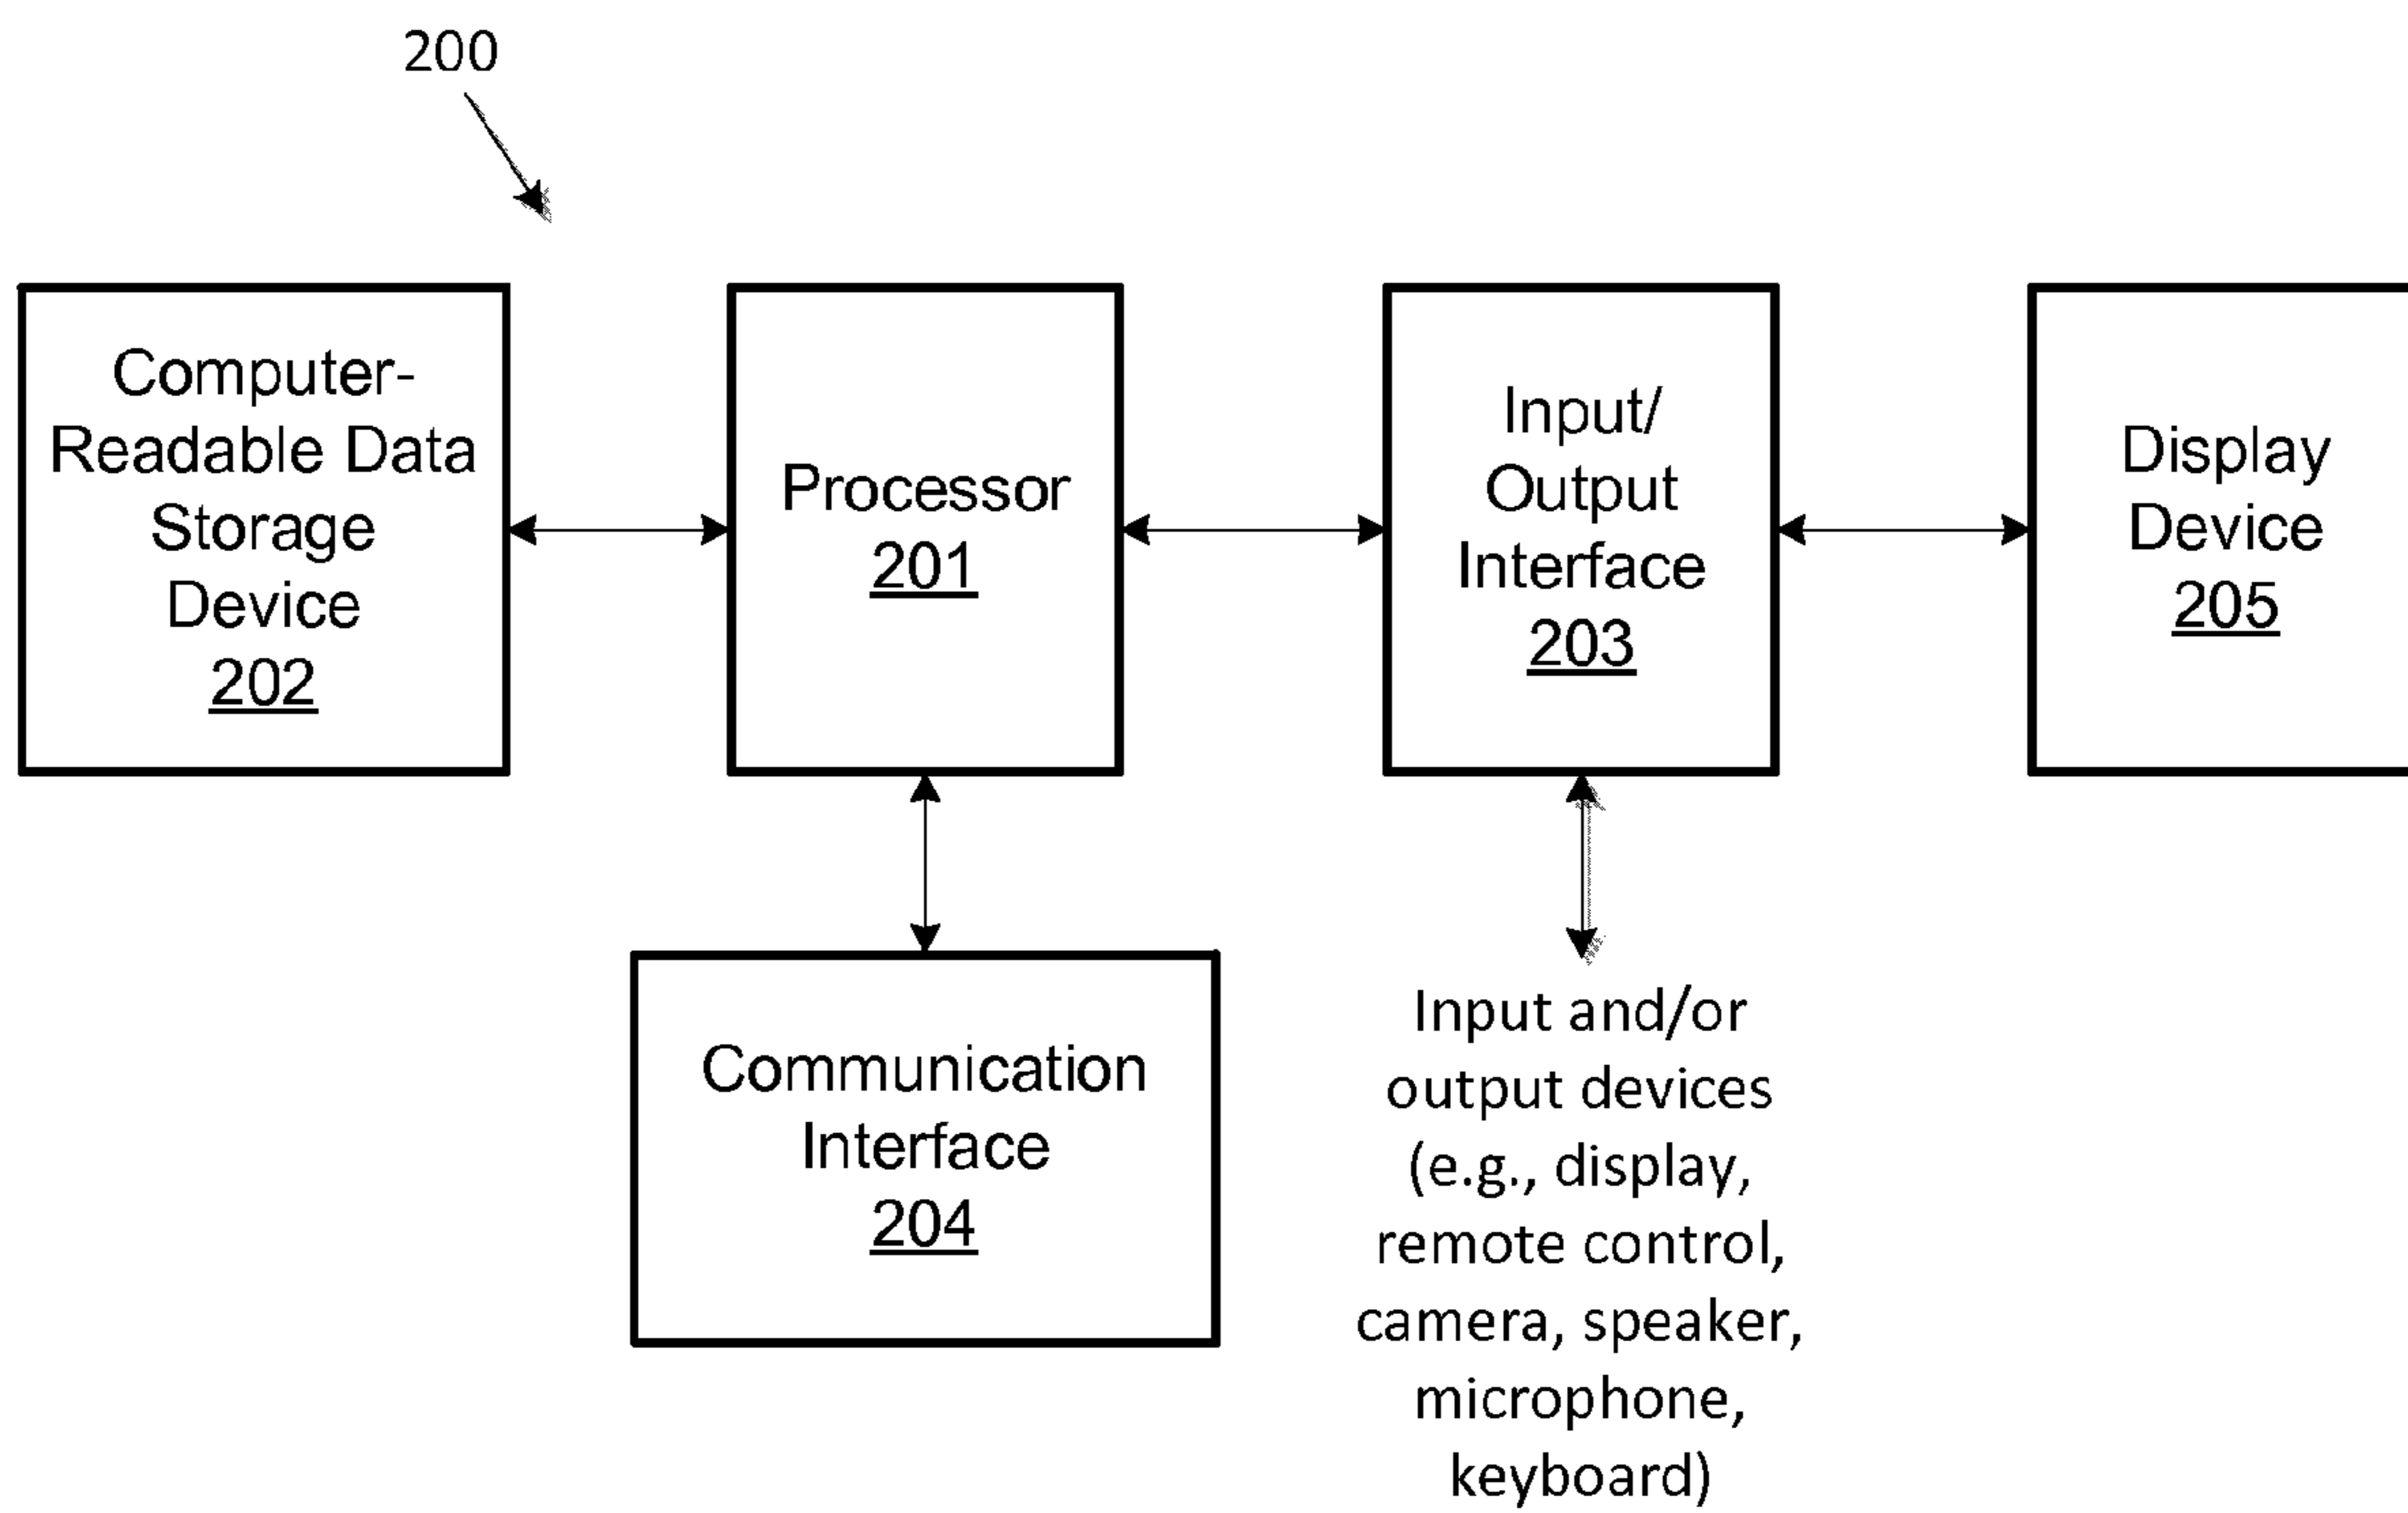 200
Computer-
Readable Data
Storage
Device
202
Processor
201
Input/
Output
Interface
203
Display
Device
205
Communication
Interface
204
Input and/or
output devices
(e.g., display,
remote control,
camera, speaker,
microphone,
keyboard)